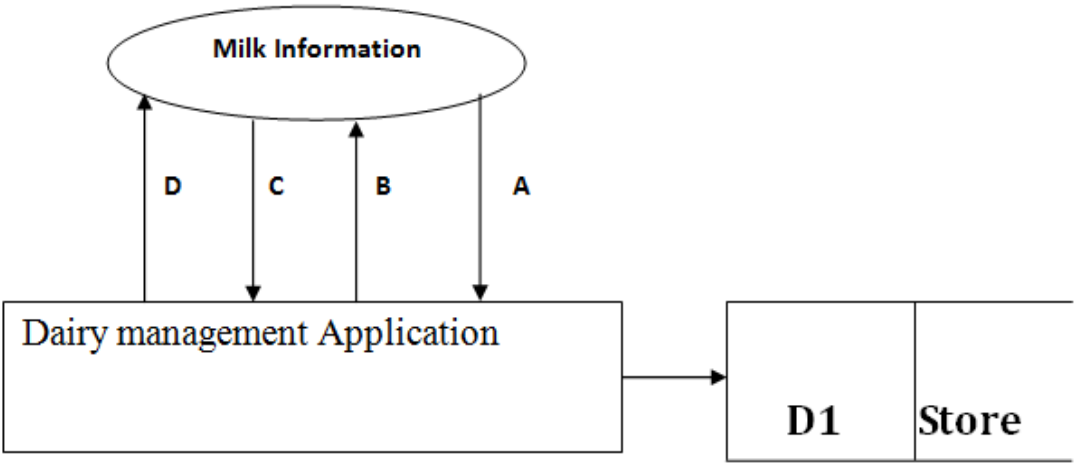 Milk Information
D
C
B
A
Dairy management Application
D1
Store